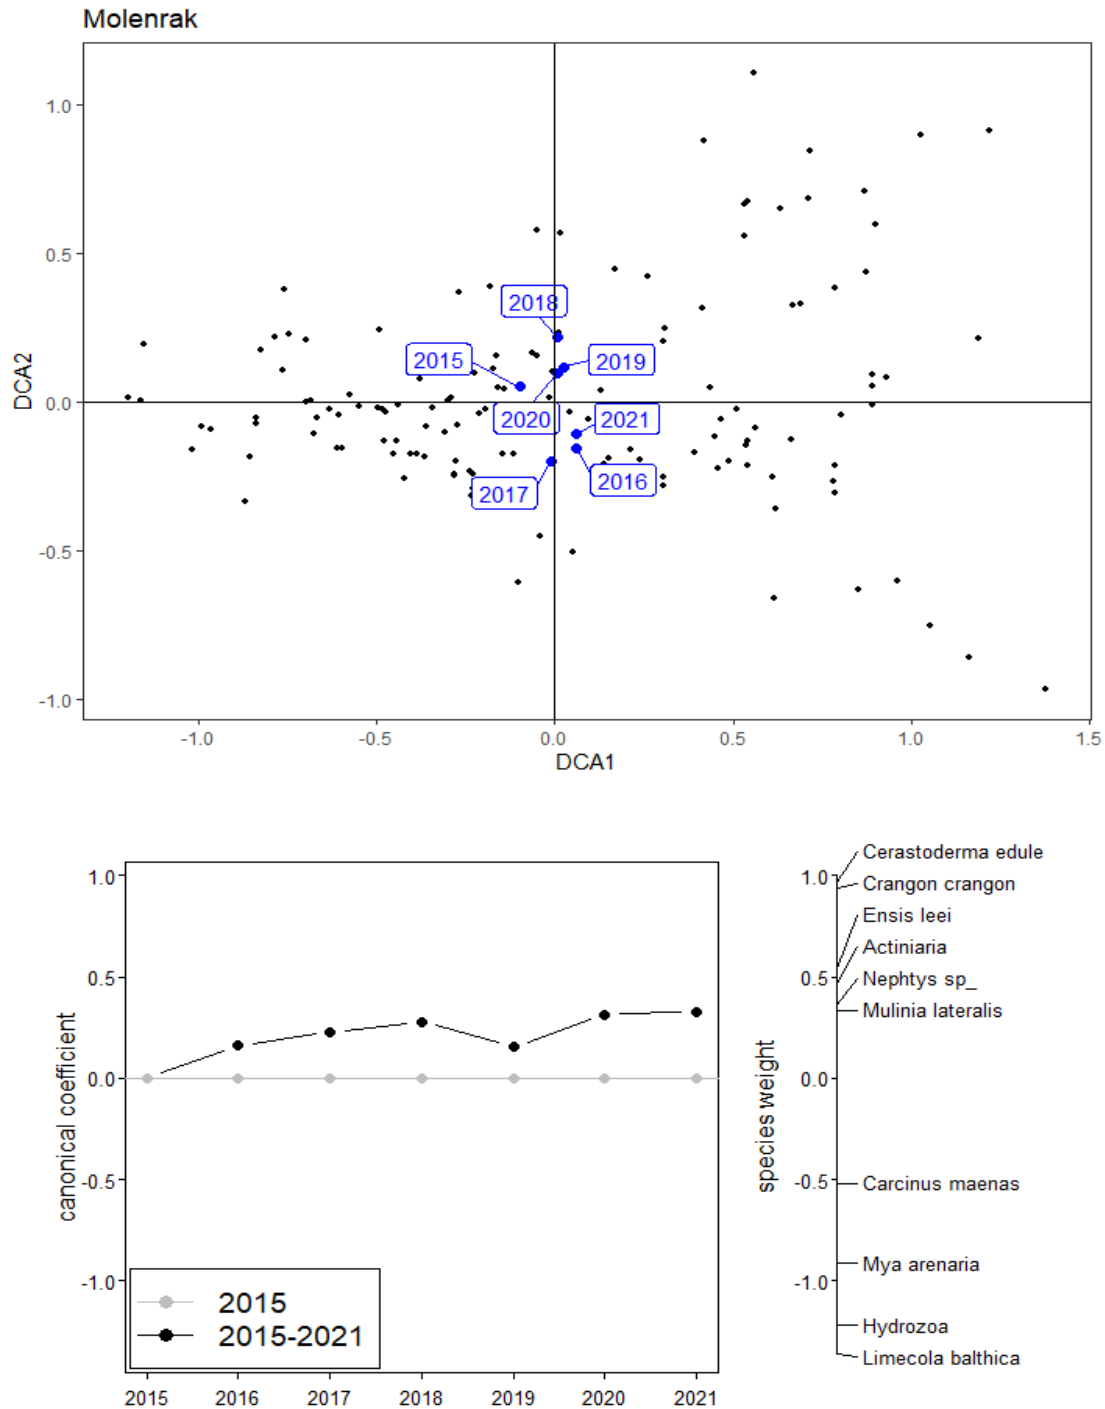 Molenrak
1.0
0.5
0.0
-0.5
-1.0
DCA2
2018
2015
2019
2020
2021
2017
2016
-1.0
-0.5
0.0
0.5
1.0
1.5
DCA1
1.0
0.5
0.0
-0.5
-1.0
canonical coefficient
2015
2015-2021
2015
2016
2017
2018
2019
2020
2021
1.0
0.5
0.0
-0.5
-1.0
species weight
Cerastoderma edule
Crangon crangon
Ensis leei
Actiniaria
Nephtys sp_
Mulinia lateralis
Carcinus maenas
Mya arenaria
Hydrozoa
Limecola balthica